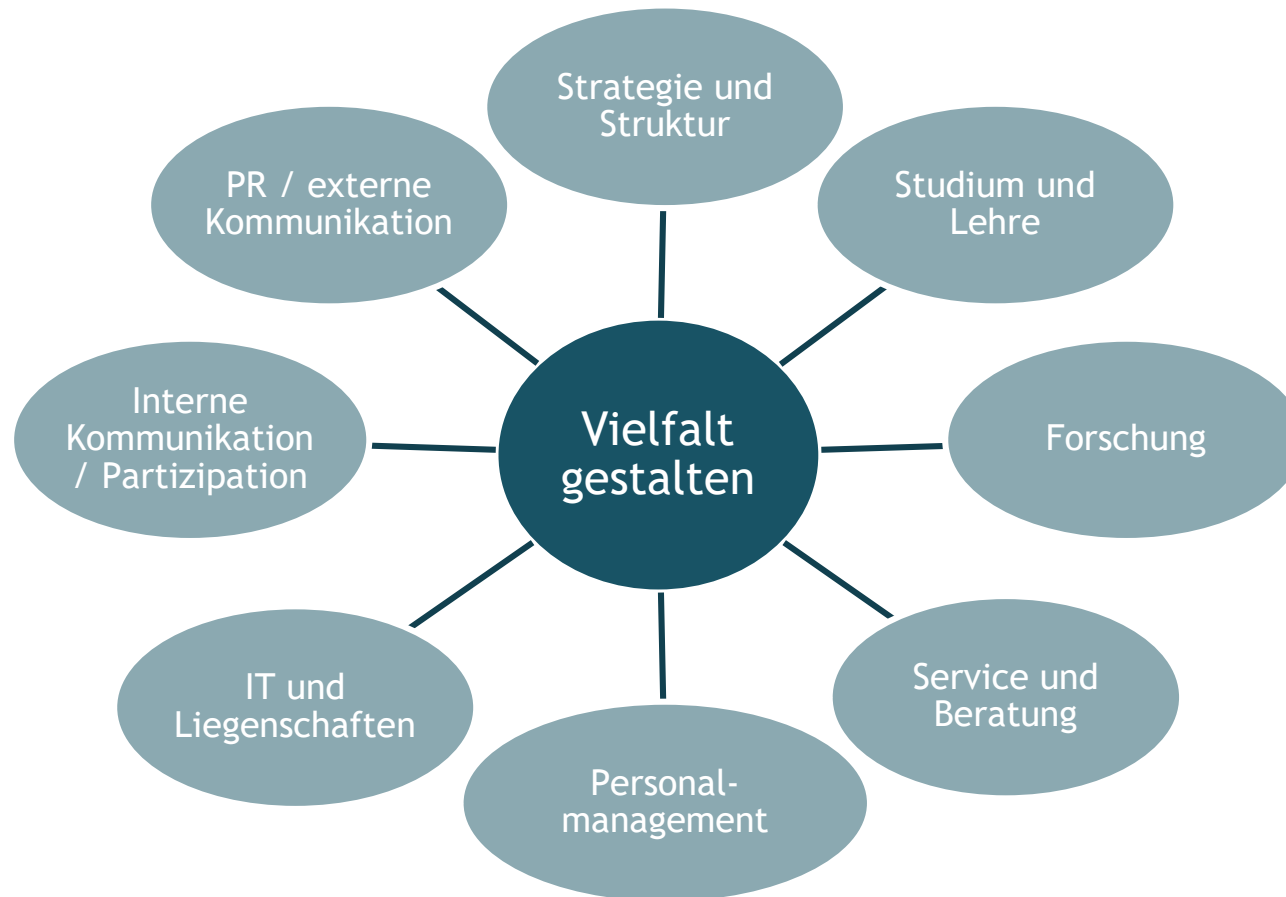 Strategie und
Struktur
Studium und
Lehre
Forschung
Service und
Beratung
Personal-
management
IT und
Liegenschaften
Interne
Kommunikation
/ Partizipation
PR / externe
Kommunikation
Vielfalt
gestalten